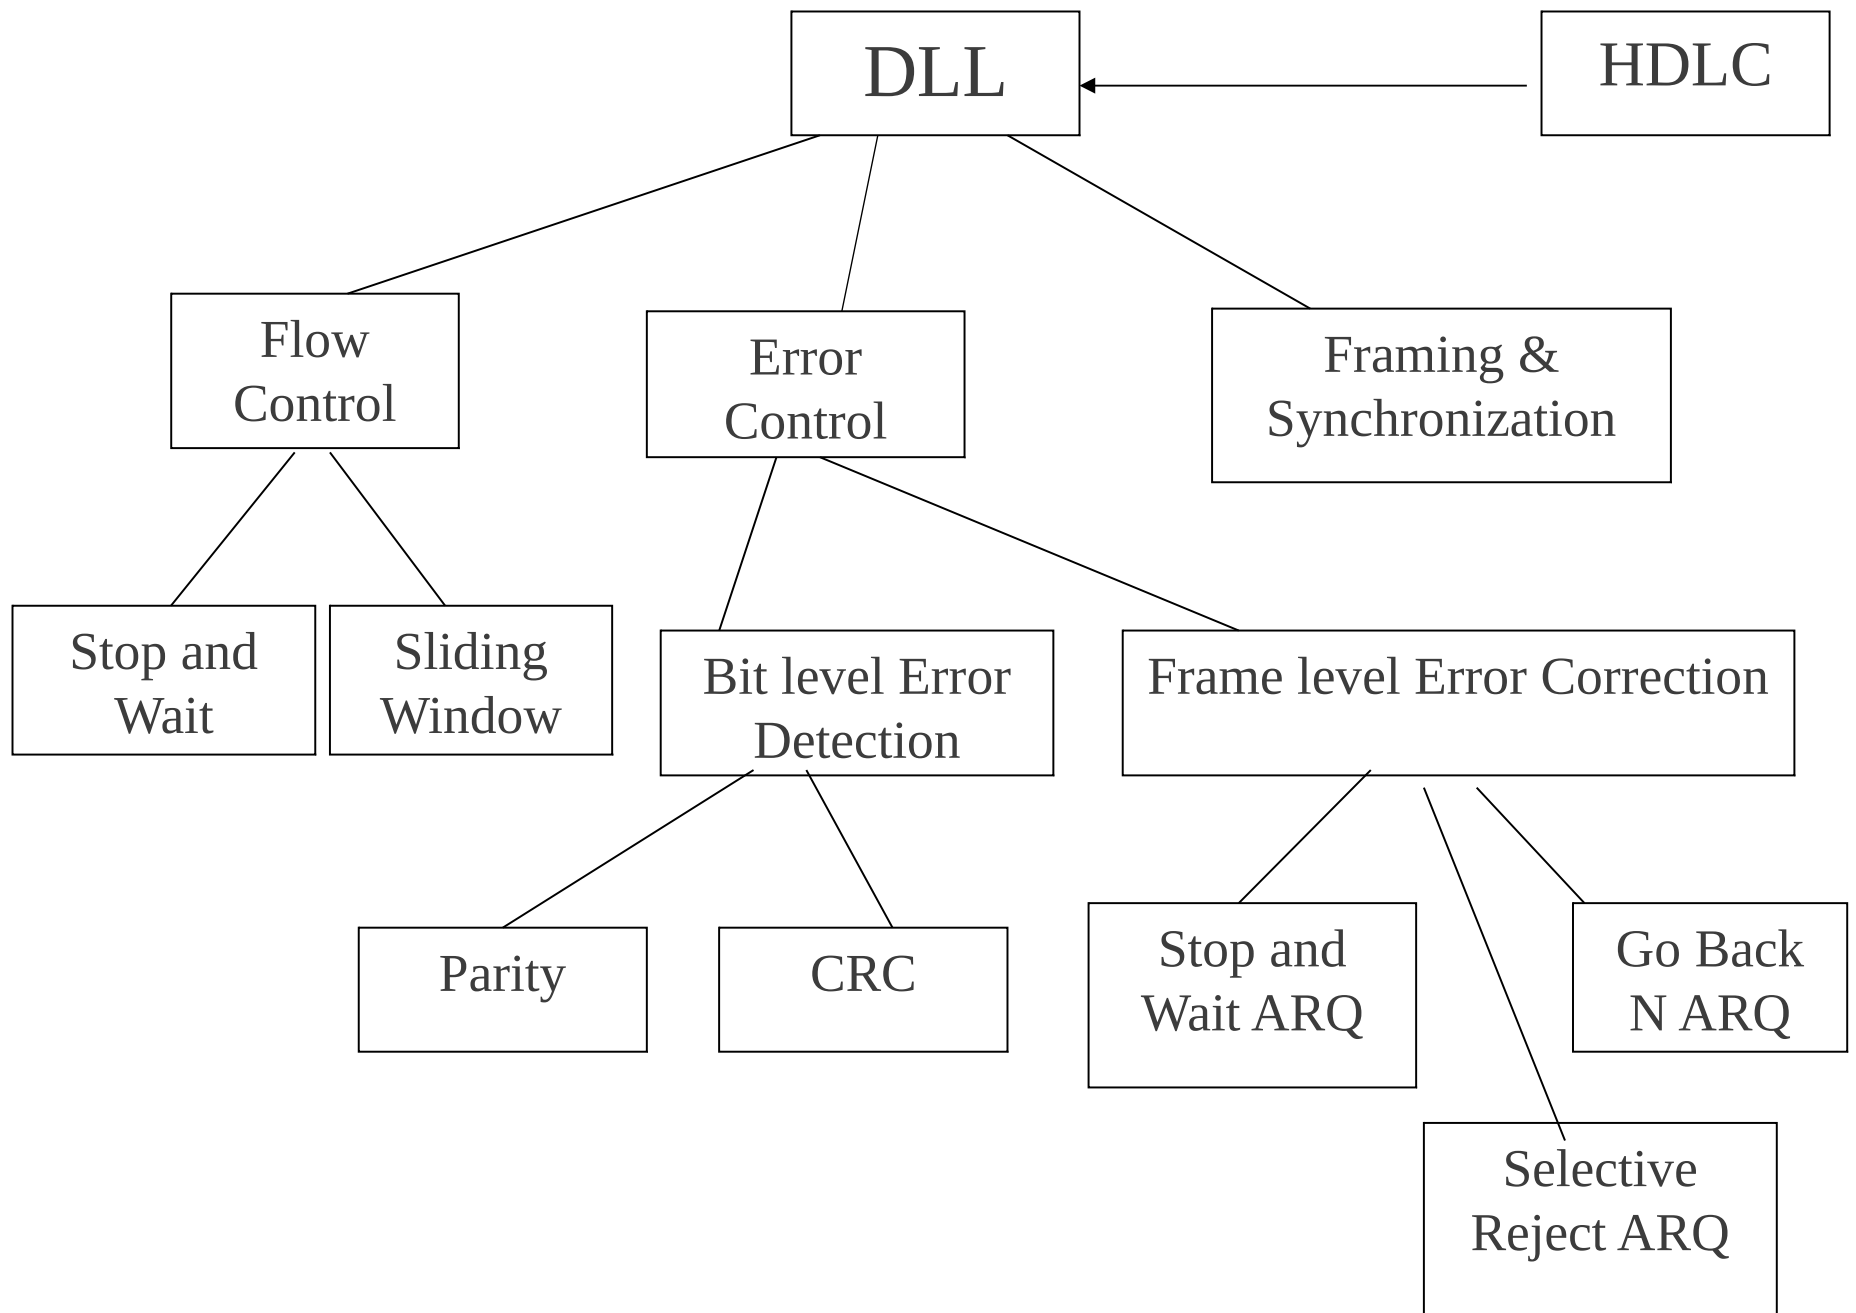 DLL
HDLC
Flow
Control
Error
Control
Framing &
Synchronization
Stop and
Wait
Sliding
Window
Bit level Error
Detection
Frame level Error Correction
Parity
CRC
Stop and
Wait ARQ
Go Back
N ARQ
Selective
Reject ARQ